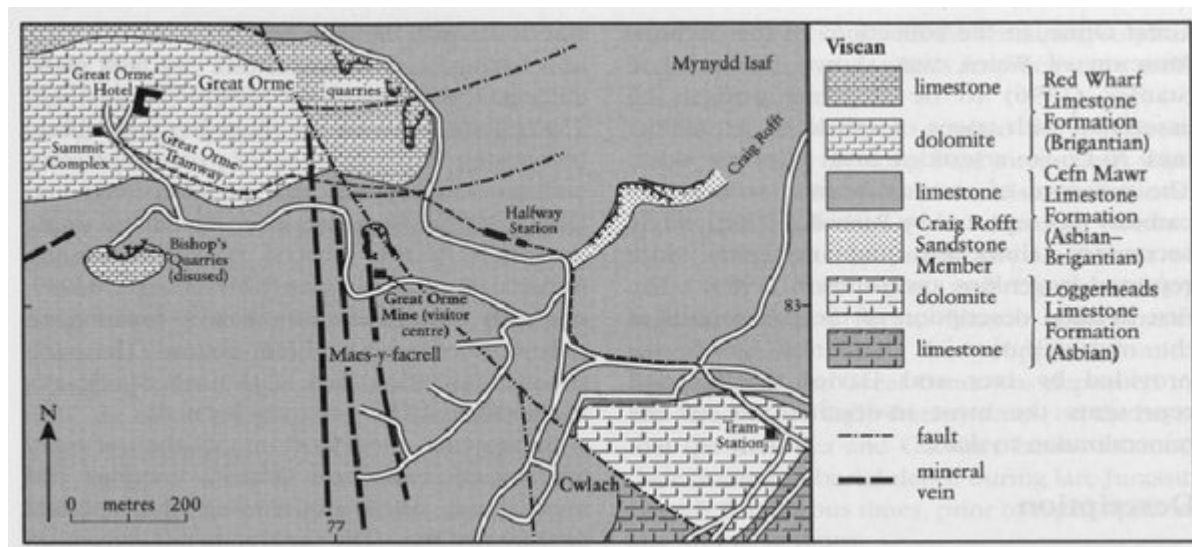 Great Orme
Hotel
Great Orme
quarries
Mynydd Isaf
Summit
Complex
Great Orme
Tramway
Craig Rofft
Halfway
Station
Bishop's
Quarries
(disused)
Great Orme
Mine (visitor
centre)
83
Maes-y-facrell
N
Tram
Station
Cwlach
0 metres 200
77
Viscan
limestone
dolomite
Red Wharf
Limestone
Formation
(Brigantian)
limestone
Craig Rofft
Sandstone
Member
Cefn Mawr
Limestone
Formation
(Asbian–
Brigantian)
dolomite
limestone
Loggerheads
Limestone
Formation
(Asbian)
fault
mineral
vein